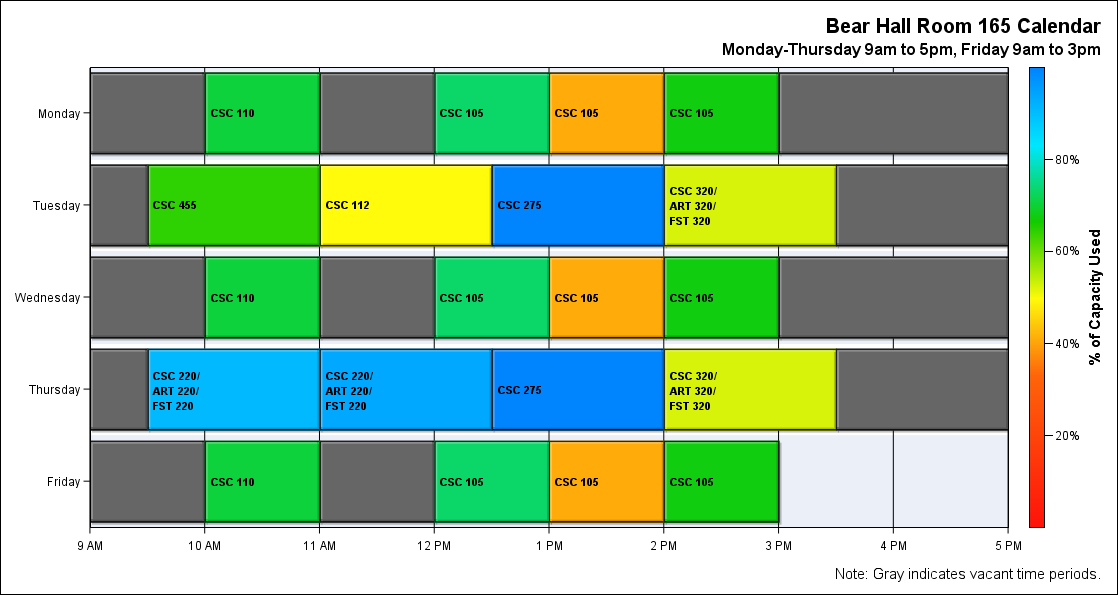 Bear Hall Room 165 Calendar
Monday-Thursday 9am to 5pm, Friday 9am to 3pm
Monday
CSC 110
CSC 105
CSC 105
CSC 105
Tuesday
CSC 455
CSC 112
CSC 275
CSC 320/
ART 320/
FST 320
Wednesday
CSC 110
CSC 105
CSC 105
CSC 105
Thursday
CSC 220/
ART 220/
FST 220
CSC 220/
ART 220/
FST 220
CSC 275
CSC 320/
ART 320/
FST 320
Friday
CSC 110
CSC 105
CSC 105
CSC 105
9 AM
10 AM
11 AM
12 PM
1 PM
2 PM
3 PM
4 PM
5 PM
80%
60%
40%
20%
% of Capacity Used
Note: Gray indicates vacant time periods.